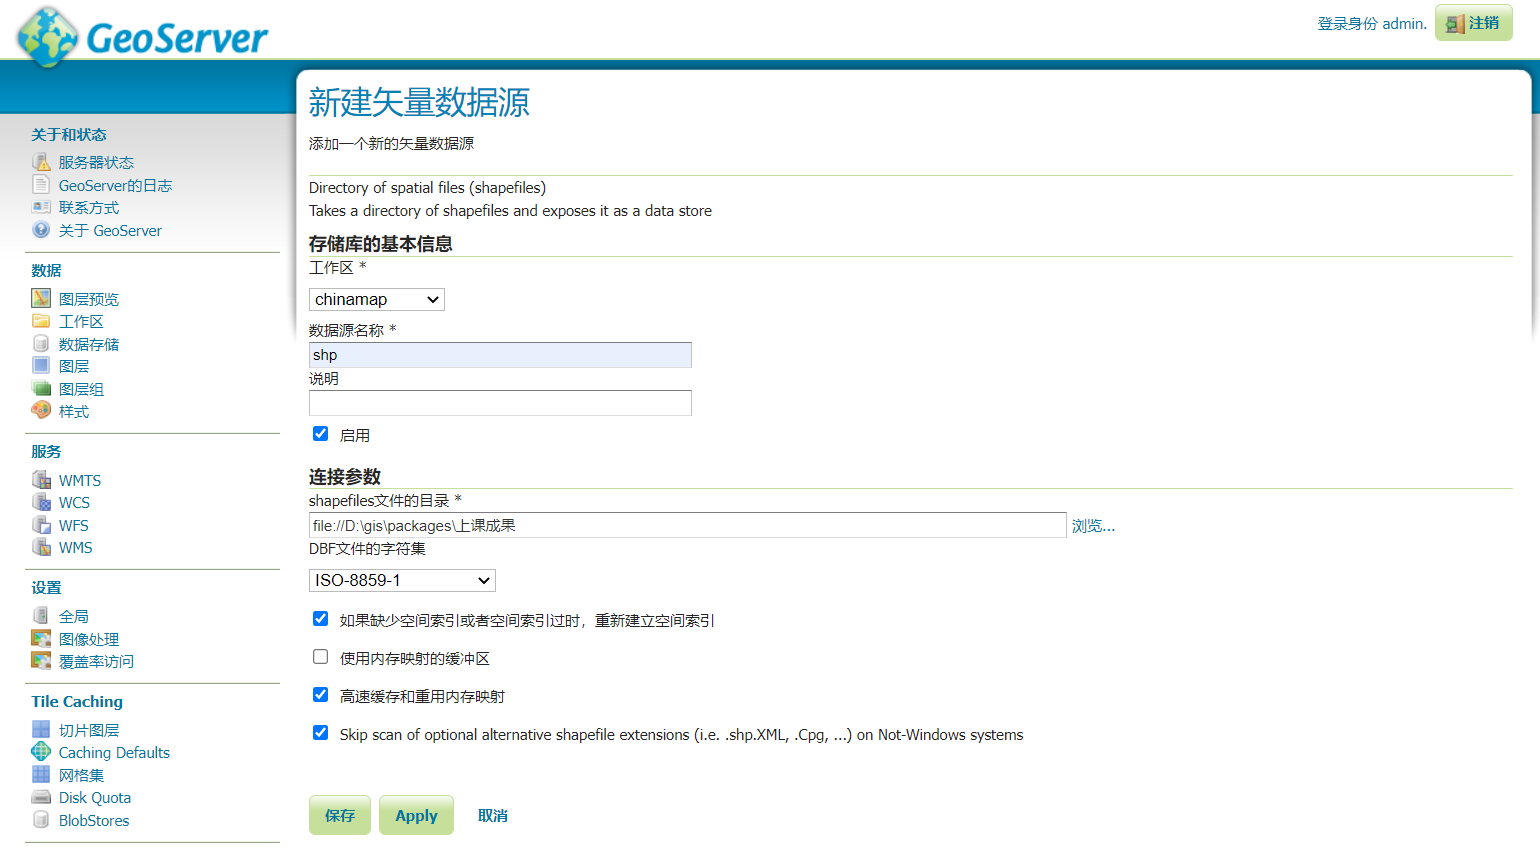 GeoServer
登录身份 admin.
注销
关于和状态
服务器状态
GeoServer的日志
联系方式
关于 GeoServer
数据
图层预览
工作区
数据存储
图层
图层组
样式
服务
WMTS
WCS
WFS
WMS
设置
全局
图像处理
覆盖率访问
Tile Caching
切片图层
Caching Defaults
网格集
Disk Quota
BlobStores
新建矢量数据源
添加一个新的矢量数据源
Directory of spatial files (shapefiles)
Takes a directory of shapefiles and exposes it as a data store
存储库的基本信息
工作区 *
chinamap
数据源名称 *
shp
说明
启用
连接参数
shapefiles文件的目录 *
file://D:\gis\packages\上课成果
浏览...
DBF文件的字符集
ISO-8859-1
如果缺少空间索引或者空间索引过时，重新建立空间索引
使用内存映射的缓冲区
高速缓存和重用内存映射
Skip scan of optional alternative shapefile extensions (i.e. .shp.XML, .Cpg, ...) on Not-Windows systems
保存
Apply
取消